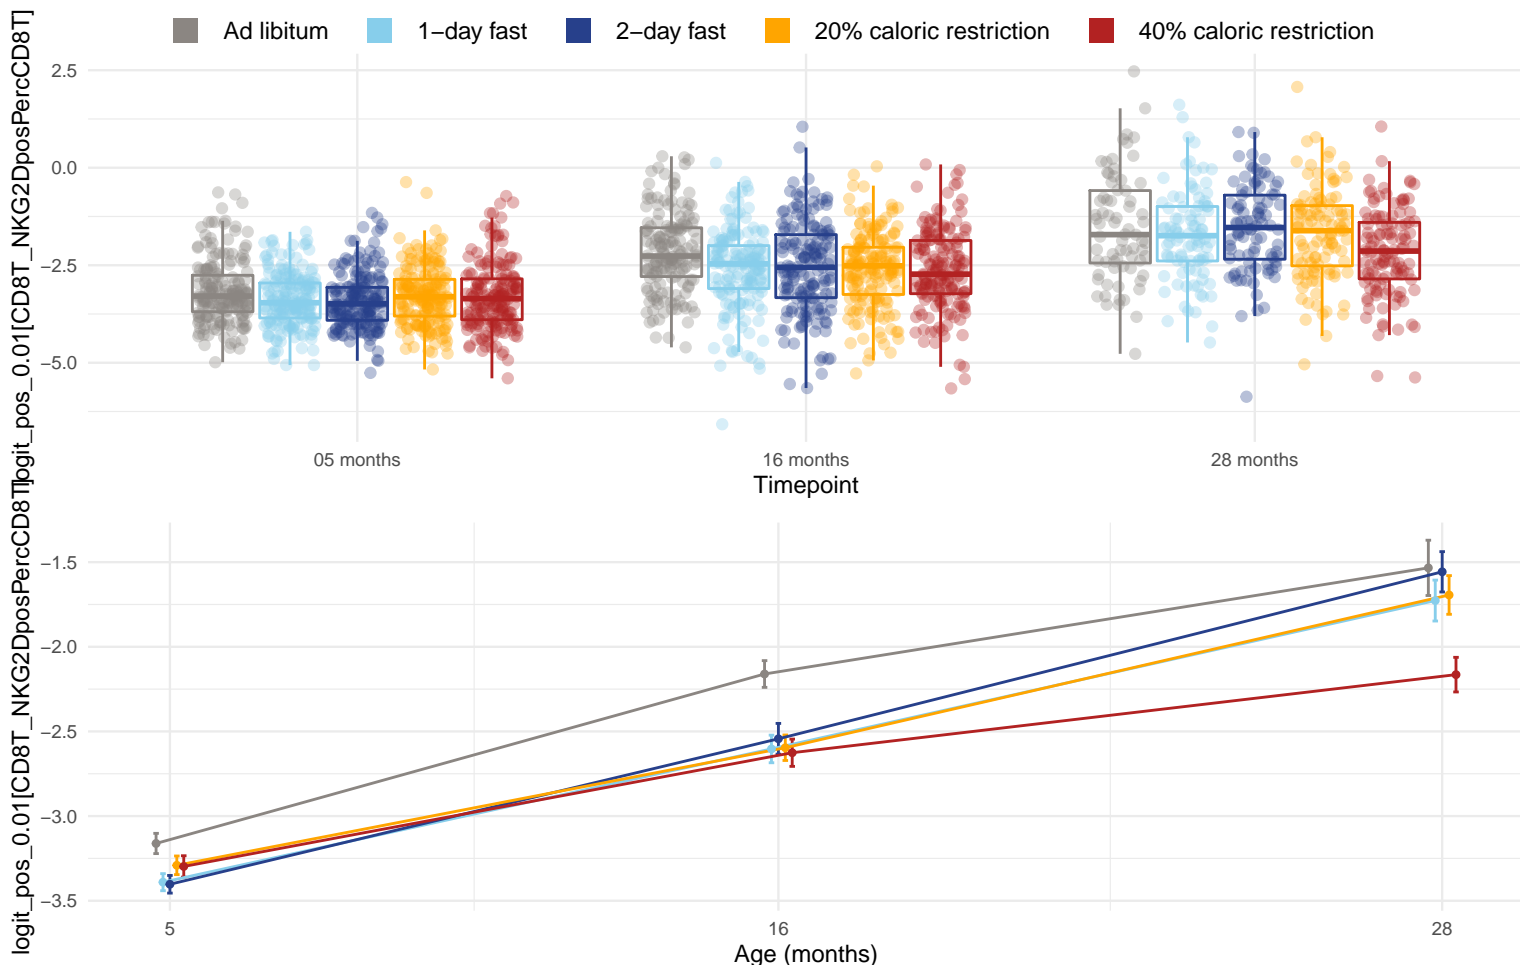 Ad libitum 1−day fast 2−day fast 20% caloric restriction 40% caloric restriction
logit_pos_0.01[CD8T_NKG2DposPercCD8T]
2.5
0.0
−2.5
−5.0
05 months 16 months 28 months
Timepoint
logit_pos_0.01[CD8T_NKG2DposPercCD8T]
−1.5
−2.0
−2.5
−3.0
−3.5
5 16 28
Age (months)